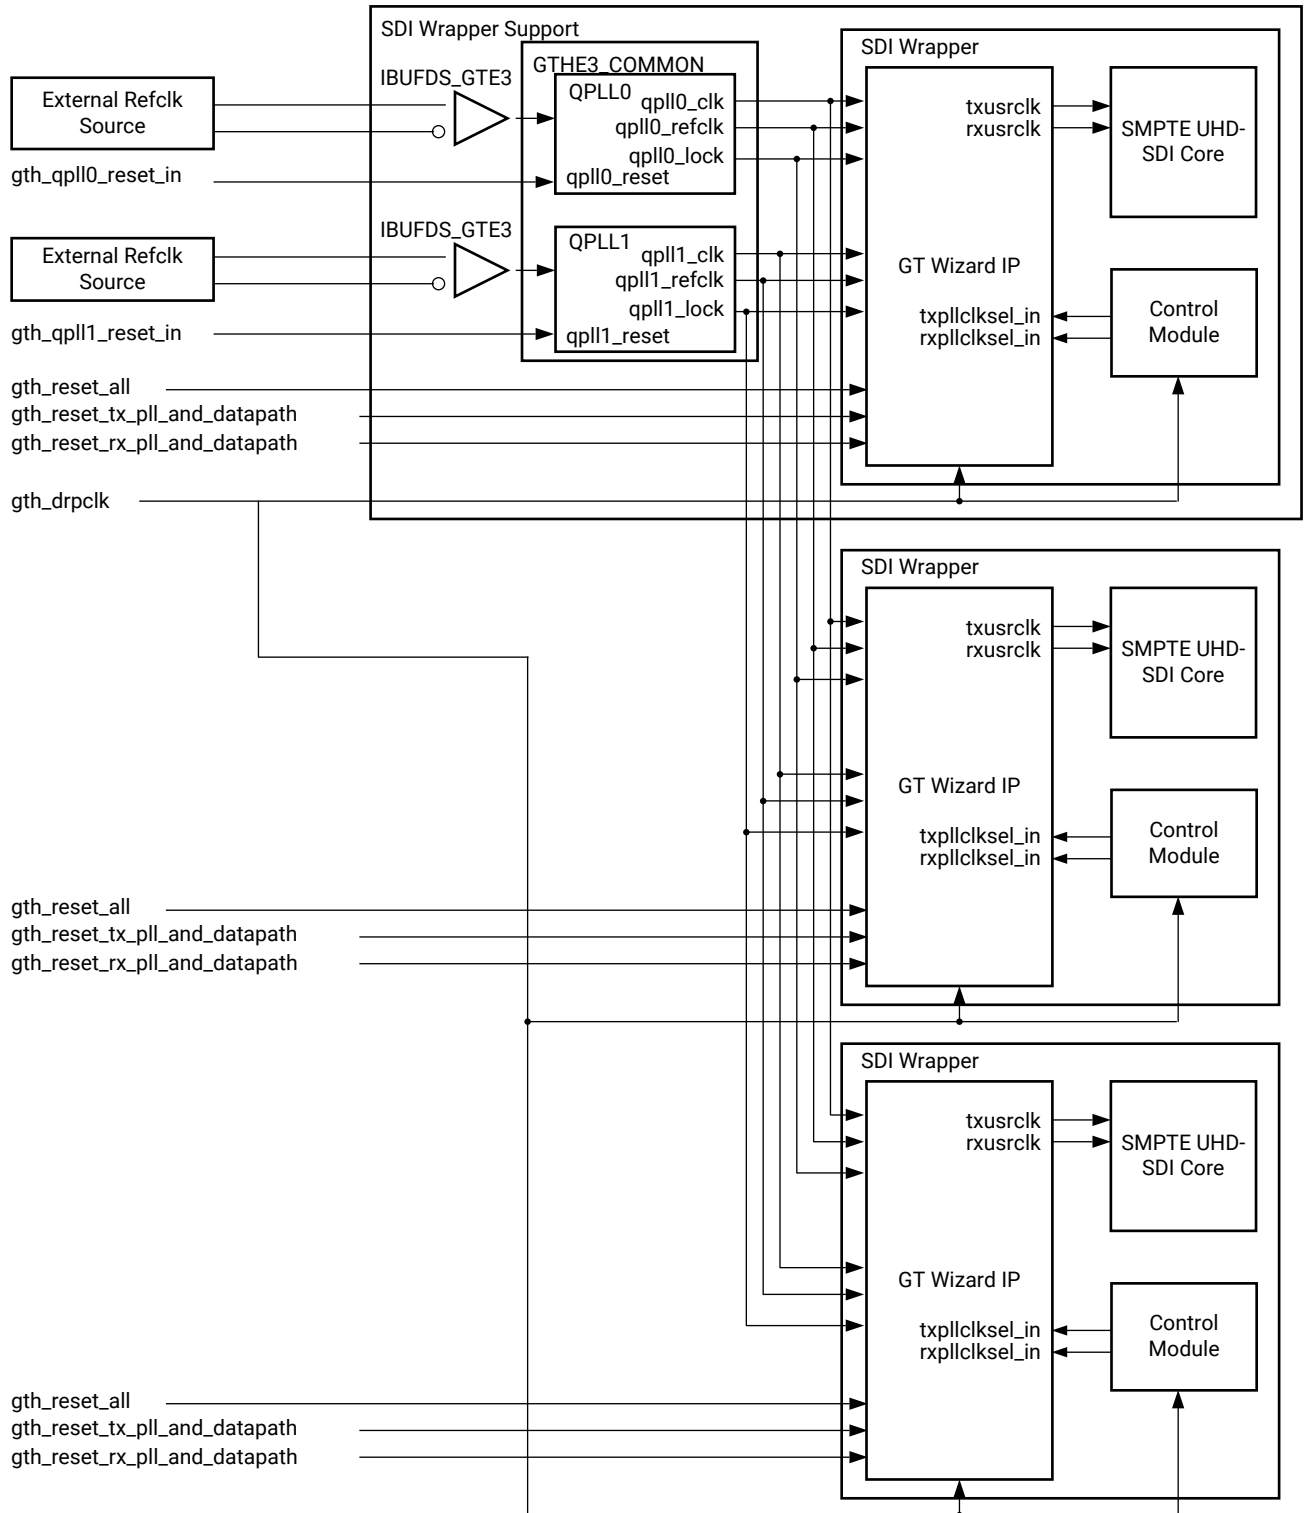 SDI Wrapper Support
SDI Wrapper
GTHE3_COMMON
IBUFDS_GTE3
External Refclk
Source
QPLL0
qpll0_clk
qpll0_refclk
qpll0_lock
qpll0_reset
txusrclk
rxusrclk
SMPTE UHD-
SDI Core
gth_qpll0_reset_in
IBUFDS_GTE3
External Refclk
Source
QPLL1
qpll1_clk
qpll1_refclk
qpll1_lock
qpll1_reset
GT Wizard IP
txpllclksel_in
rxpllclksel_in
Control
Module
gth_qpll1_reset_in
gth_reset_all
gth_reset_tx_pll_and_datapath
gth_reset_rx_pll_and_datapath
gth_drpclk
SDI Wrapper
txusrclk
rxusrclk
SMPTE UHD-
SDI Core
GT Wizard IP
txpllclksel_in
rxpllclksel_in
Control
Module
gth_reset_all
gth_reset_tx_pll_and_datapath
gth_reset_rx_pll_and_datapath
SDI Wrapper
txusrclk
rxusrclk
SMPTE UHD-
SDI Core
GT Wizard IP
txpllclksel_in
rxpllclksel_in
Control
Module
gth_reset_all
gth_reset_tx_pll_and_datapath
gth_reset_rx_pll_and_datapath